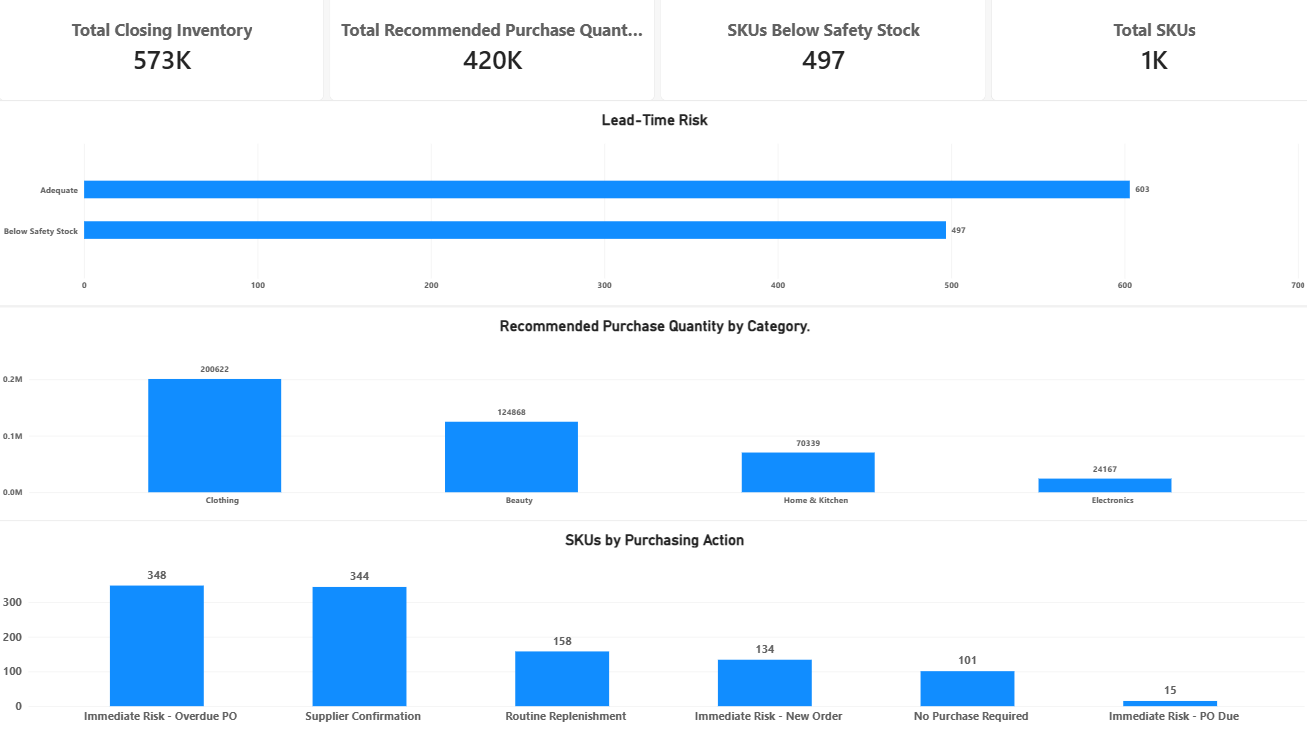 Total Closing Inventory
573K
Total Recommended Purchase Quant...
420K
SKUs Below Safety Stock
497
Total SKUs
1K
Lead-Time Risk
Adequate
603
Below Safety Stock
497
0 100 200 300 400 500 600 700
Recommended Purchase Quantity by Category.
0.2M
0.1M
0.0M
200622
124868
70339
24167
Clothing Beauty Home & Kitchen Electronics
SKUs by Purchasing Action
300
200
100
0
348
344
158
134
101
15
Immediate Risk - Overdue PO Supplier Confirmation Routine Replenishment Immediate Risk - New Order No Purchase Required Immediate Risk - PO Due